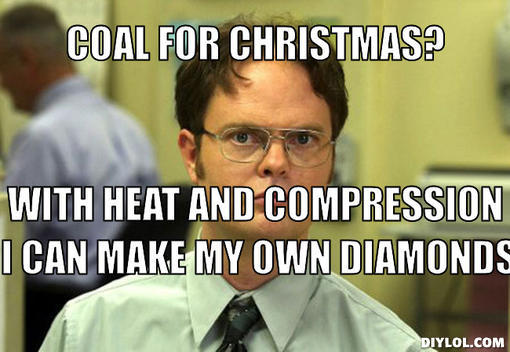 COAL FOR CHRISTMAS?
WITH HEAT AND COMPRESSION
I CAN MAKE MY OWN DIAMONDS
DIYLOL.COM